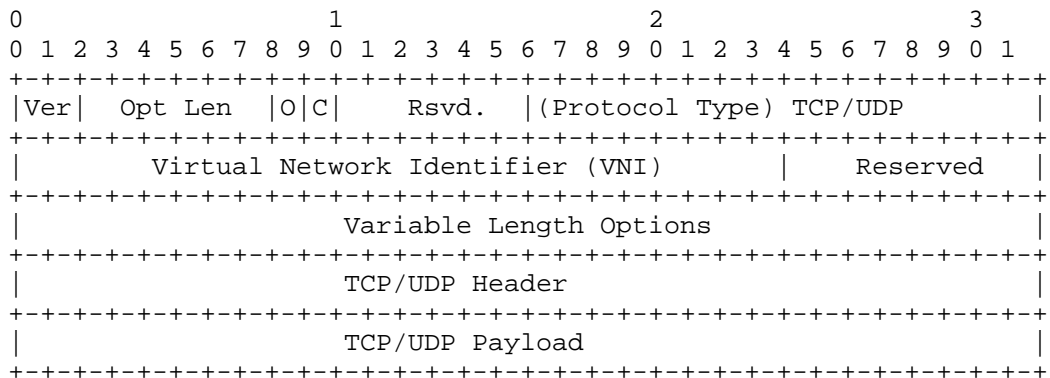 0                   1                   2                   3
0 1 2 3 4 5 6 7 8 9 0 1 2 3 4 5 6 7 8 9 0 1 2 3 4 5 6 7 8 9 0 1
+-+-+-+-+-+-+-+-+-+-+-+-+-+-+-+-+-+-+-+-+-+-+-+-+-+-+-+-+-+-+-+-+
|Ver|  Opt Len  |O|C|    Rsvd.  |(Protocol Type) TCP/UDP        |
+-+-+-+-+-+-+-+-+-+-+-+-+-+-+-+-+-+-+-+-+-+-+-+-+-+-+-+-+-+-+-+-+
|        Virtual Network Identifier (VNI)       |    Reserved   |
+-+-+-+-+-+-+-+-+-+-+-+-+-+-+-+-+-+-+-+-+-+-+-+-+-+-+-+-+-+-+-+-+
|                    Variable Length Options                    |
+-+-+-+-+-+-+-+-+-+-+-+-+-+-+-+-+-+-+-+-+-+-+-+-+-+-+-+-+-+-+-+-+
|                    TCP/UDP Header                             |
+-+-+-+-+-+-+-+-+-+-+-+-+-+-+-+-+-+-+-+-+-+-+-+-+-+-+-+-+-+-+-+-+
|                    TCP/UDP Payload                            |
+-+-+-+-+-+-+-+-+-+-+-+-+-+-+-+-+-+-+-+-+-+-+-+-+-+-+-+-+-+-+-+-+